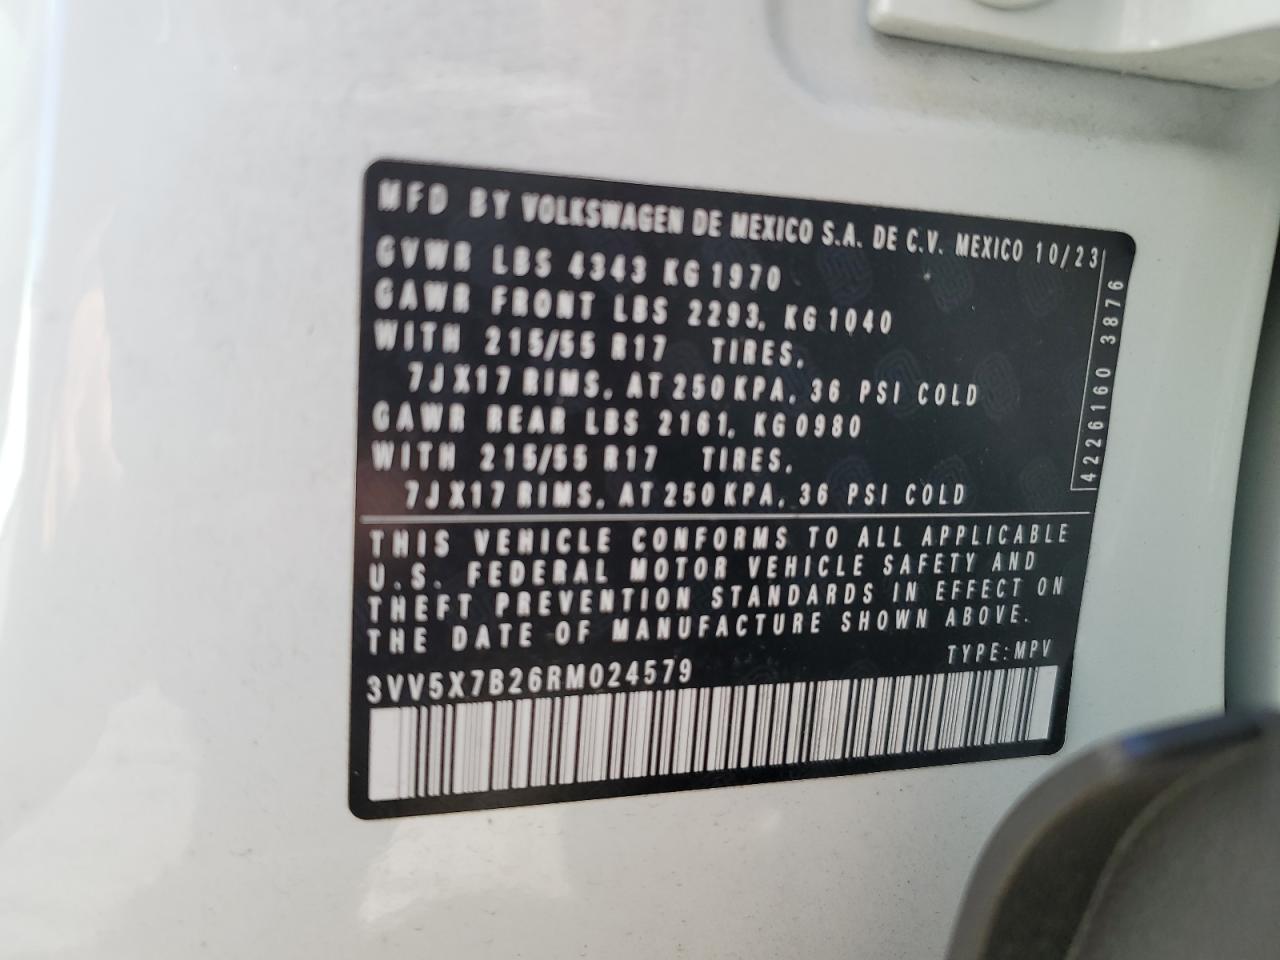 MFD BY VOLKSWAGEN DE MEXICO S.A. DE C.V. MEXICO 10/23
GVWR LBS 4343 KG 1970
GAWR FRONT LBS 2293, KG 1040
WITH 215/55 R17 TIRES,
7JX17 RIMS, AT 250 KPA, 36 PSI COLD
GAWR REAR LBS 2161, KG 0980
WITH 215/55 R17 TIRES,
7JX17 RIMS, AT 250 KPA, 36 PSI COLD
4226160 3876
THIS VEHICLE CONFORMS TO ALL APPLICABLE
U.S. FEDERAL MOTOR VEHICLE SAFETY AND
THEFT PREVENTION STANDARDS IN EFFECT ON
THE DATE OF MANUFACTURE SHOWN ABOVE.
TYPE:MPV
3VV5X7B26RM024579